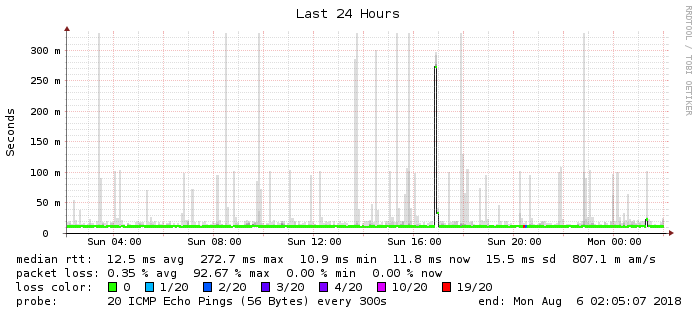 Last 24 Hours
RRDTOOL / TOBI OETIKER
Seconds
300 m
250 m
200 m
150 m
100 m
50 m
0
Sun 04:00 Sun 08:00 Sun 12:00 Sun 16:00 Sun 20:00 Mon 00:00
median rtt: 12.5 ms avg 272.7 ms max 10.9 ms min 11.8 ms now 15.5 ms sd 807.1 m am/s
packet loss: 0.35 % avg 92.67 % max 0.00 % min 0.00 % now
loss color: 0 1/20 2/20 3/20 4/20 10/20 19/20
probe: 20 ICMP Echo Pings (56 Bytes) every 300s end: Mon Aug 6 02:05:07 2018